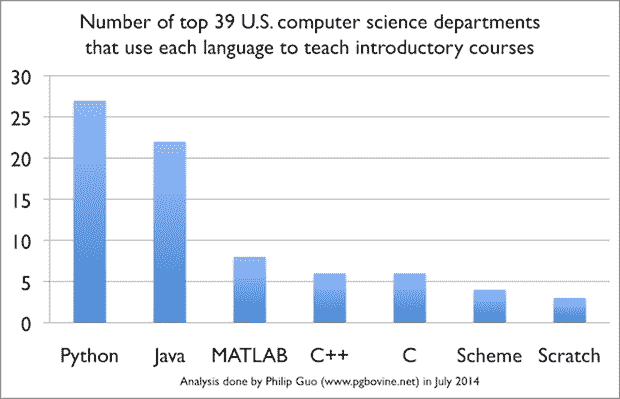 Number of top 39 U.S. computer science departments
that use each language to teach introductory courses
30
25
20
15
10
5
0
Python Java MATLAB C++ C Scheme Scratch
Analysis done by Philip Guo (www.pgbovine.net) in July 2014